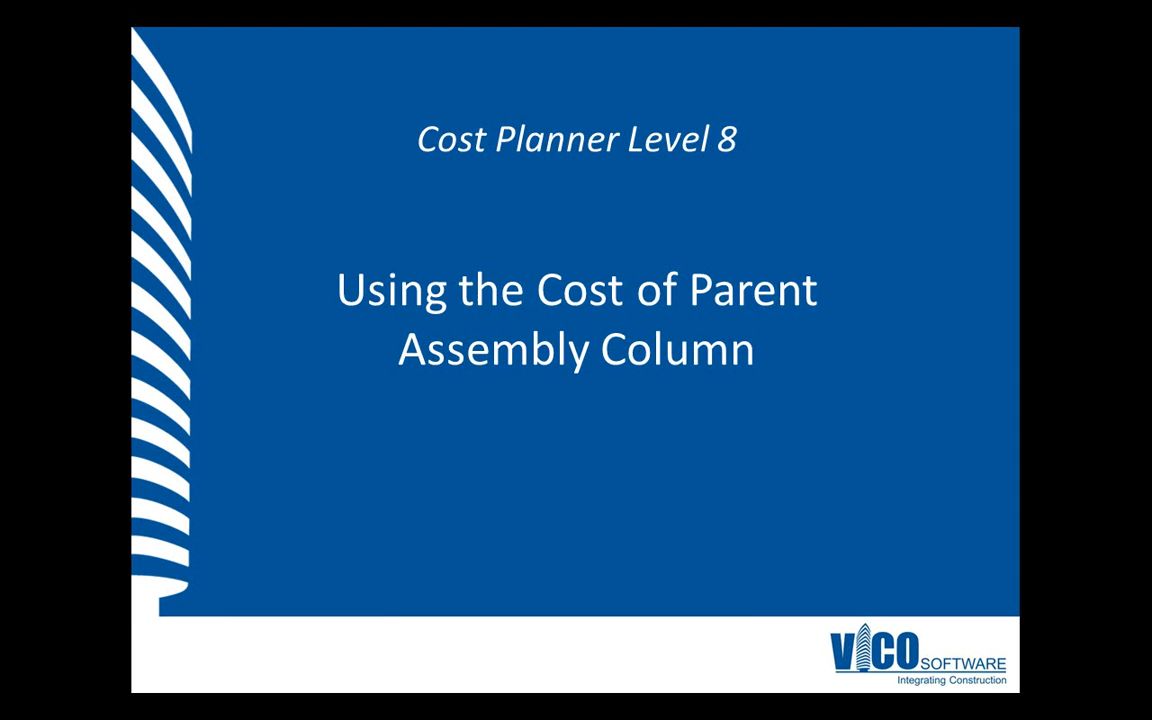 Cost Planner Level 8
Using the Cost of Parent
Assembly Column
VICO SOFTWARE
Integrating Construction